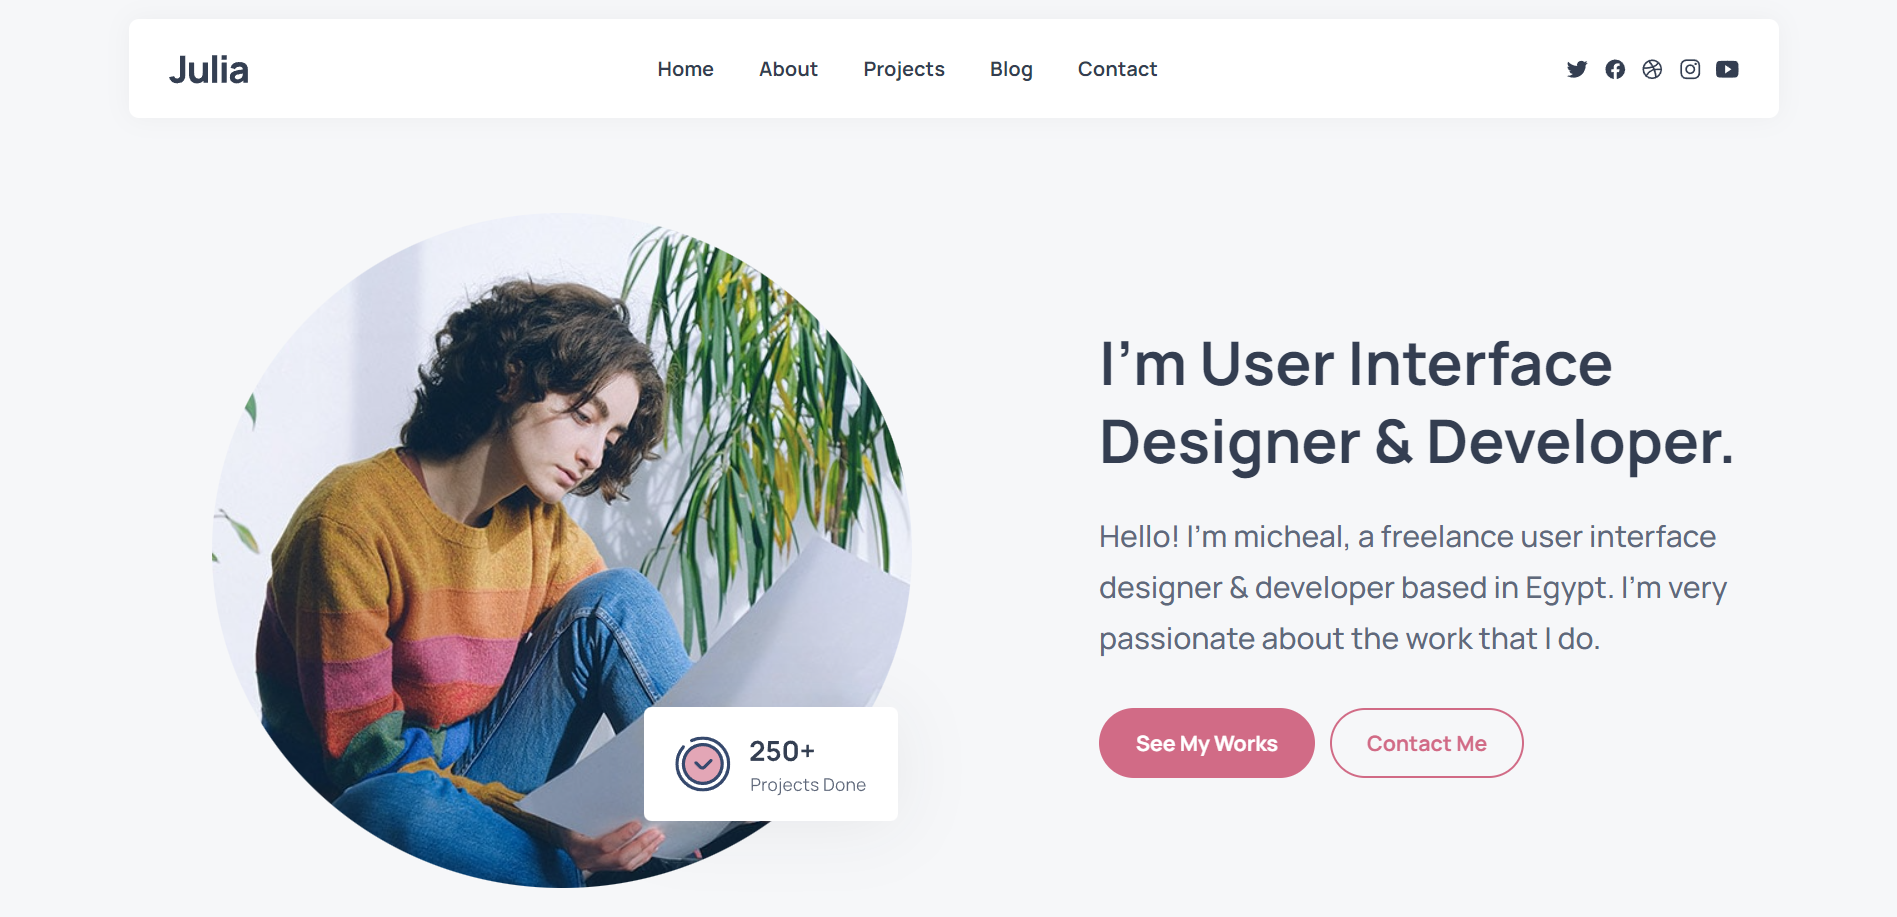 Julia
Home
About
Projects
Blog
Contact
I'm User Interface
Designer & Developer.
Hello! I'm micheal, a freelance user interface
designer & developer based in Egypt. I'm very
passionate about the work that I do.
See My Works
Contact Me
250+
Projects Done